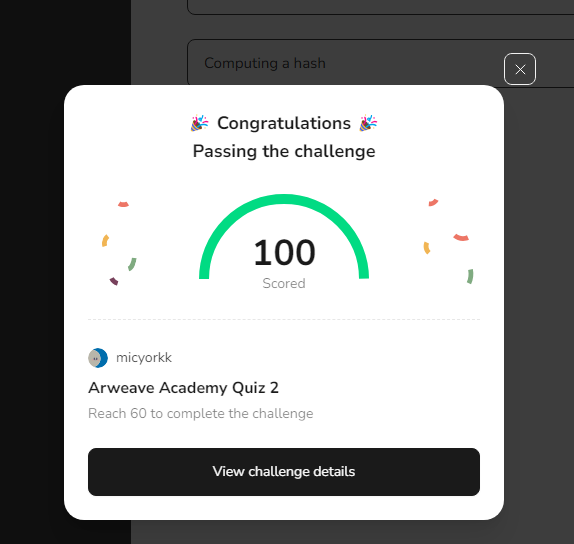 Computing a hash
🎉 Congratulations 🎉
Passing the challenge
100
Scored
micyorkk
Arweave Academy Quiz 2
Reach 60 to complete the challenge
View challenge details